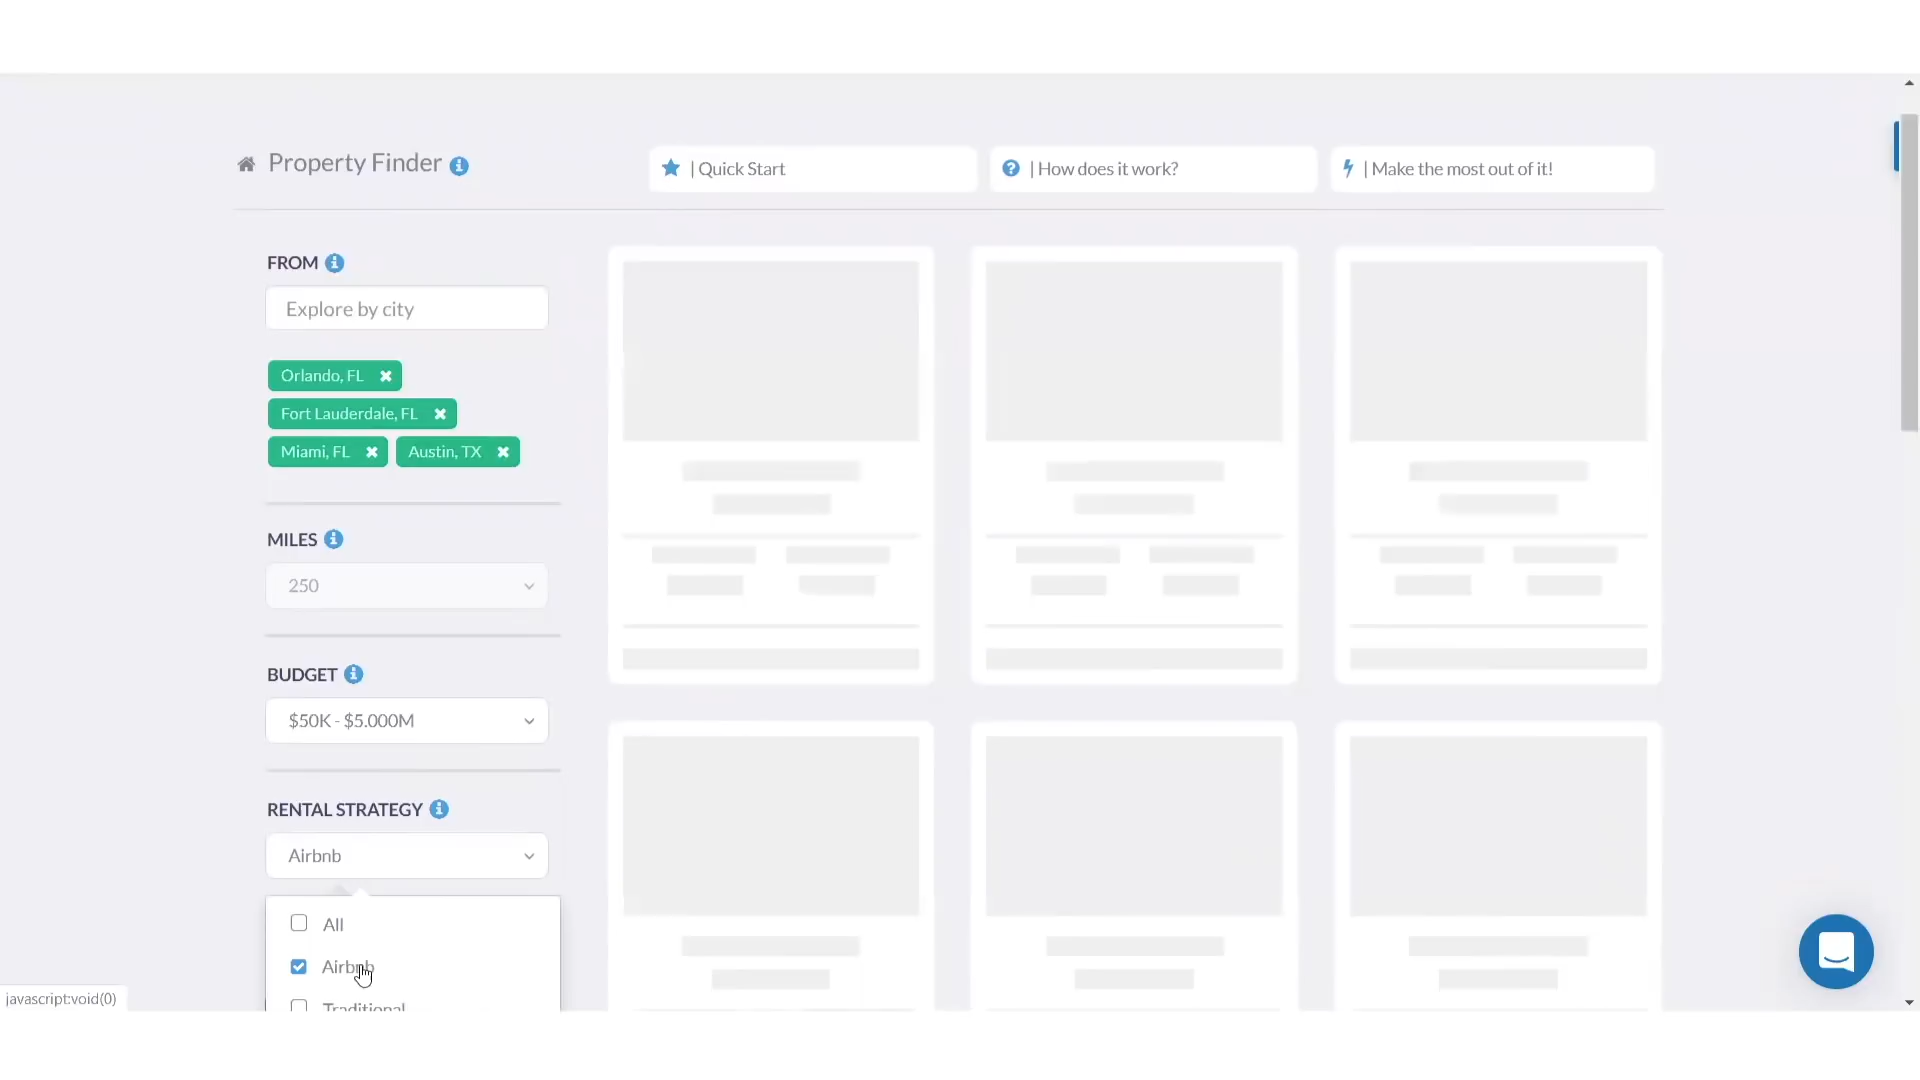 Property Finder
| Quick Start
| How does it work?
| Make the most out of it!
FROM
Explore by city
Orlando, FL
Fort Lauderdale, FL
Miami, FL
Austin, TX
MILES
250
BUDGET
$50K - $5.000M
RENTAL STRATEGY
Airbnb
All
Airbnb
Traditional
javascript:void(0)